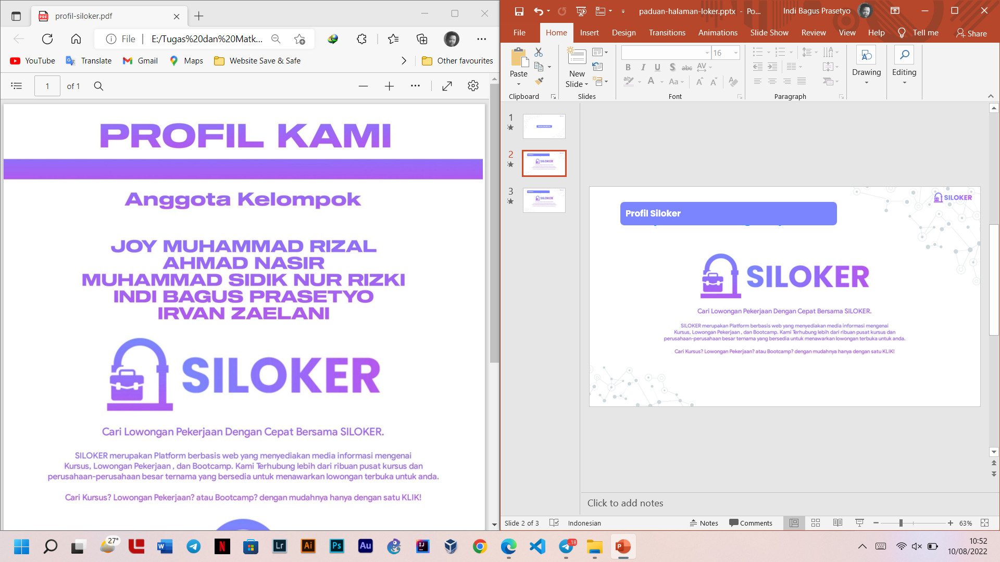 profil-siloker.pdf
File
E:/Tugas%20dan%20Matk...
YouTube
Translate
Gmail
Maps
Website Save & Safe
Other favourites
1
of 1
PROFIL KAMI
Anggota Kelompok
JOY MUHAMMAD RIZAL
AHMAD NASIR
MUHAMMAD SIDIK NUR RIZKI
INDI BAGUS PRASETYO
IRVAN ZAELANI
SILOKER
Cari Lowongan Pekerjaan Dengan Cepat Bersama SILOKER.
SILOKER merupakan Platform berbasis web yang menyediakan media informasi mengenai
Kursus, Lowongan Pekerjaan , dan Bootcamp. Kami Terhubung lebih dari ribuan pusat kursus dan
perusahaan-perusahaan besar ternama yang bersedia untuk menawarkan lowongan terbuka untuk anda.
Cari Kursus? Lowongan Pekerjaan? atau Bootcamp? dengan mudahnya hanya dengan satu KLIK!
paduan-halaman-loker.pptx - Po...
Indi Bagus Prasetyo
File
Home
Insert
Design
Transitions
Animations
Slide Show
Review
View
Help
Tell me
Share
Paste
New
Slide
16
B I U S abc AV
Aa
Drawing
Editing
Clipboard
Slides
Font
Paragraph
1
2
SILOKER
3
SILOKER
SILOKER
Profil Siloker
SILOKER
Cari Lowongan Pekerjaan Dengan Cepat Bersama SILOKER.
SILOKER merupakan Platform berbasis web yang menyediakan media informasi mengenai
Kursus, Lowongan Pekerjaan , dan Bootcamp. Kami Terhubung lebih dari ribuan pusat kursus dan
perusahaan-perusahaan besar ternama yang bersedia untuk menawarkan lowongan terbuka untuk anda.
Cari Kursus? Lowongan Pekerjaan? atau Bootcamp? dengan mudahnya hanya dengan satu KLIK!
Click to add notes
Slide 2 of 3
Indonesian
Notes
Comments
63%
27°
Lr
Ai
Ps
Au
10:52
10/08/2022